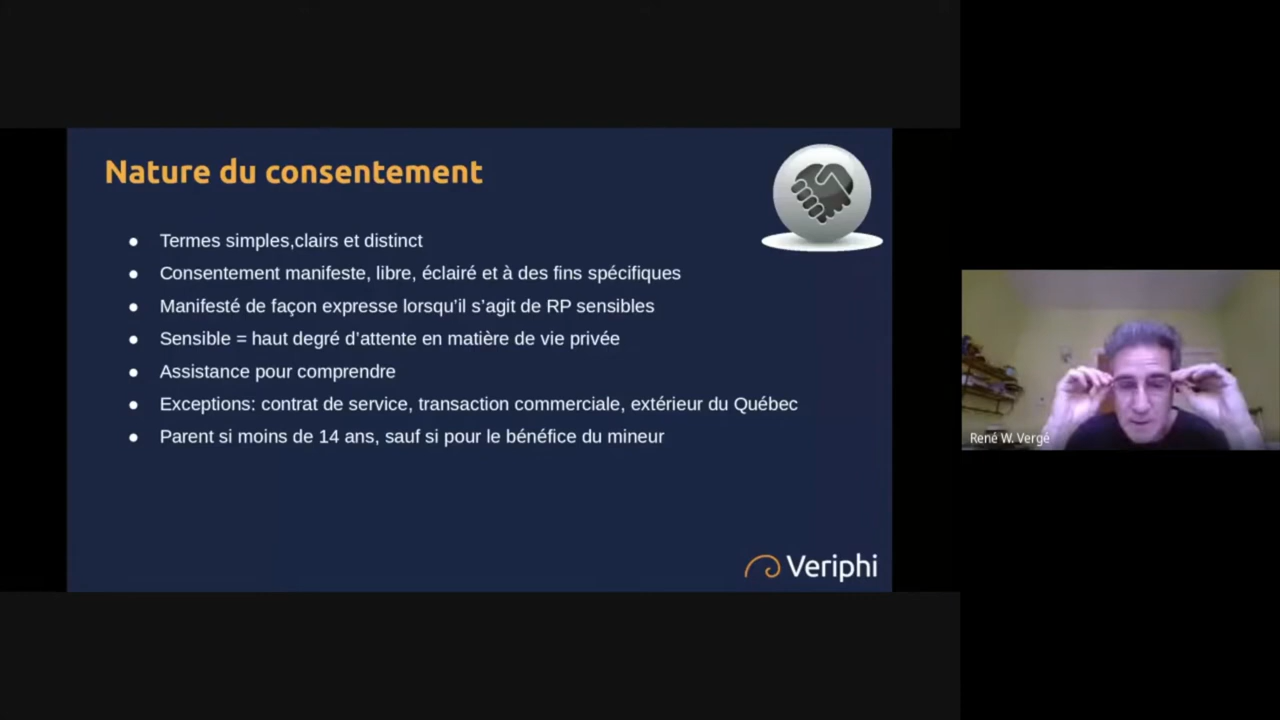 Nature du consentement
Termes simples,clairs et distinct
Consentement manifeste, libre, éclairé et à des fins spécifiques
Manifesté de façon expresse lorsqu’il s’agit de RP sensibles
Sensible = haut degré d’attente en matière de vie privée
Assistance pour comprendre
Exceptions: contrat de service, transaction commerciale, extérieur du Québec
Parent si moins de 14 ans, sauf si pour le bénéfice du mineur
Veriphi
René W. Vergé